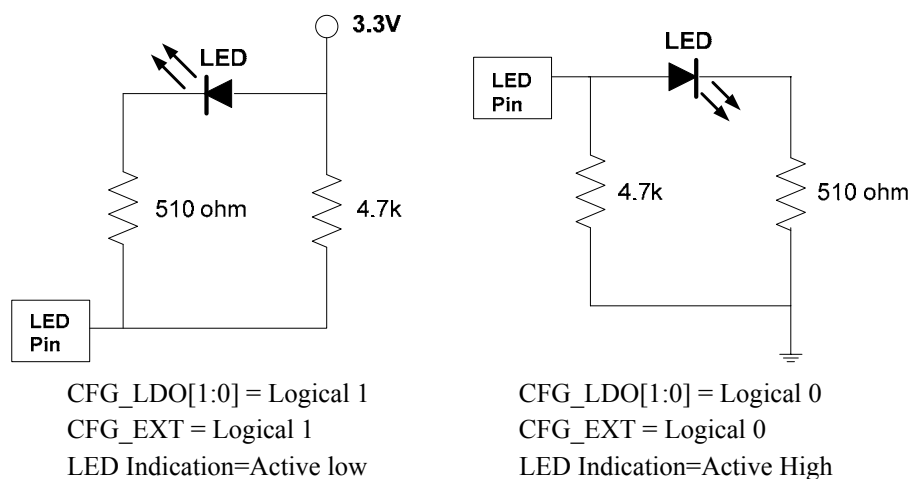 3.3V
LED
510 ohm
4.7k
LED
Pin
CFG_LDO[1:0] = Logical 1
CFG_EXT = Logical 1
LED Indication=Active low
LED
LED
Pin
4.7k
510 ohm
CFG_LDO[1:0] = Logical 0
CFG_EXT = Logical 0
LED Indication=Active High